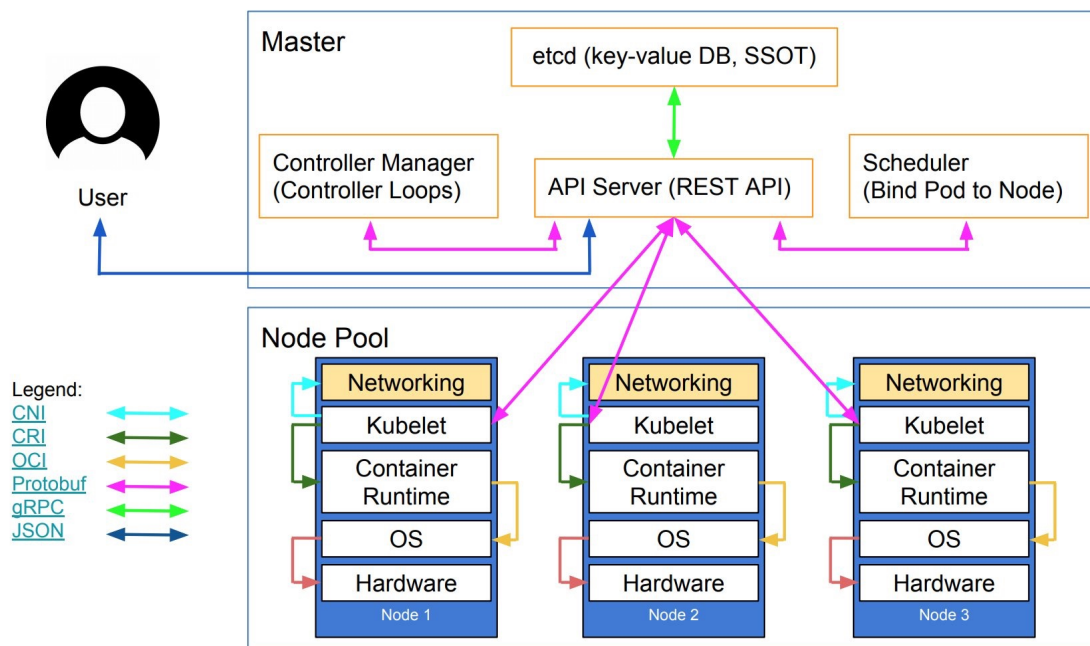 Master
etcd (key-value DB, SSOT)
Controller Manager
(Controller Loops)
API Server (REST API)
Scheduler
(Bind Pod to Node)
User
Node Pool
Networking
Kubelet
Container
Runtime
OS
Hardware
Node 1
Networking
Kubelet
Container
Runtime
OS
Hardware
Node 2
Networking
Kubelet
Container
Runtime
OS
Hardware
Node 3
Legend:
CNI
CRI
OCI
Protobuf
gRPC
JSON